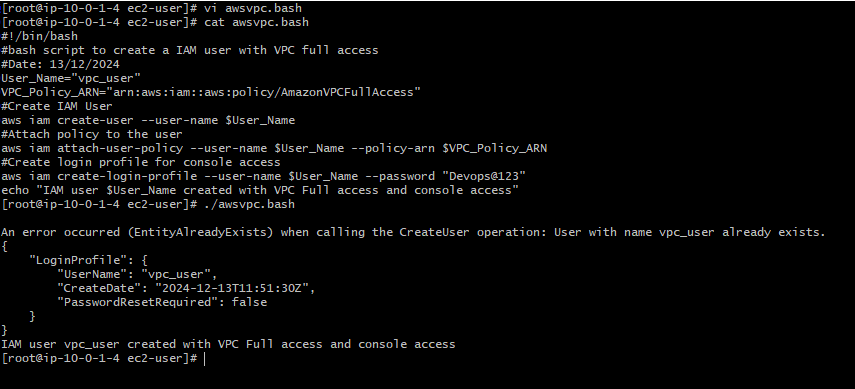 [root@ip-10-0-1-4 ec2-user]# vi awsvpc.bash
[root@ip-10-0-1-4 ec2-user]# cat awsvpc.bash
#!/bin/bash
#bash script to create a IAM user with VPC full access
#Date: 13/12/2024
User_Name="vpc_user"
VPC_Policy_ARN="arn:aws:iam::aws:policy/AmazonVPCFullAccess"
#Create IAM User
aws iam create-user --user-name $User_Name
#Attach policy to the user
aws iam attach-user-policy --user-name $User_Name --policy-arn $VPC_Policy_ARN
#Create login profile for console access
aws iam create-login-profile --user-name $User_Name --password "Devops@123"
echo "IAM user $User_Name created with VPC Full access and console access"
[root@ip-10-0-1-4 ec2-user]# ./awsvpc.bash

An error occurred (EntityAlreadyExists) when calling the CreateUser operation: User with name vpc_user already exists.
{
    "LoginProfile": {
        "UserName": "vpc_user",
        "CreateDate": "2024-12-13T11:51:30Z",
        "PasswordResetRequired": false
    }
}
IAM user vpc_user created with VPC Full access and console access
[root@ip-10-0-1-4 ec2-user]#